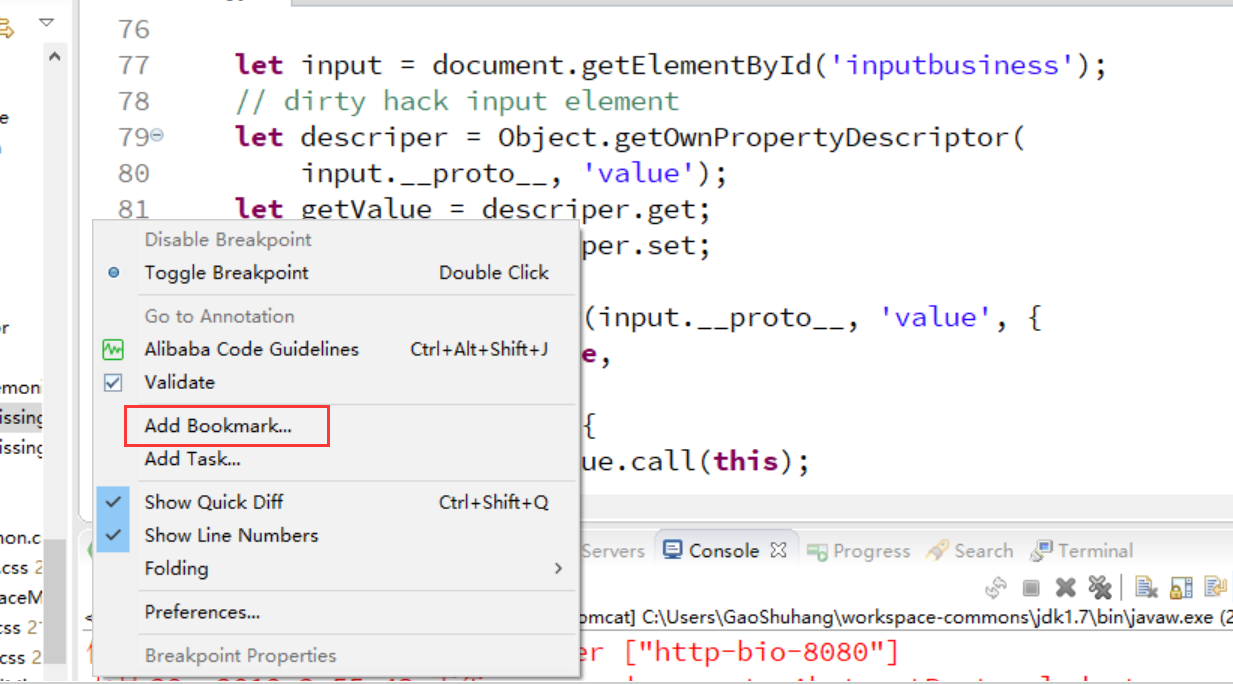 76
77 let input = document.getElementById('inputbusiness');
78 // dirty hack input element
79 let descriper = Object.getOwnPropertyDescriptor(
80 input.__proto__, 'value');
81 let getValue = descriper.get;
per.set;
(input.__proto__, 'value', {
e,
{
ue.call(this);
Disable Breakpoint
Toggle Breakpoint Double Click
Go to Annotation
Alibaba Code Guidelines Ctrl+Alt+Shift+J
Validate
Add Bookmark...
Add Task...
Show Quick Diff Ctrl+Shift+Q
Show Line Numbers
Folding
Preferences...
Breakpoint Properties
Servers Console Progress Search Terminal
omcat] C:\Users\GaoShuhang\workspace-commons\jdk1.7\bin\javaw.exe (2
er ["http-bio-8080"]
e
er
emoni
issing
issing
non.c
.css 2
aceM
css 2
css 2